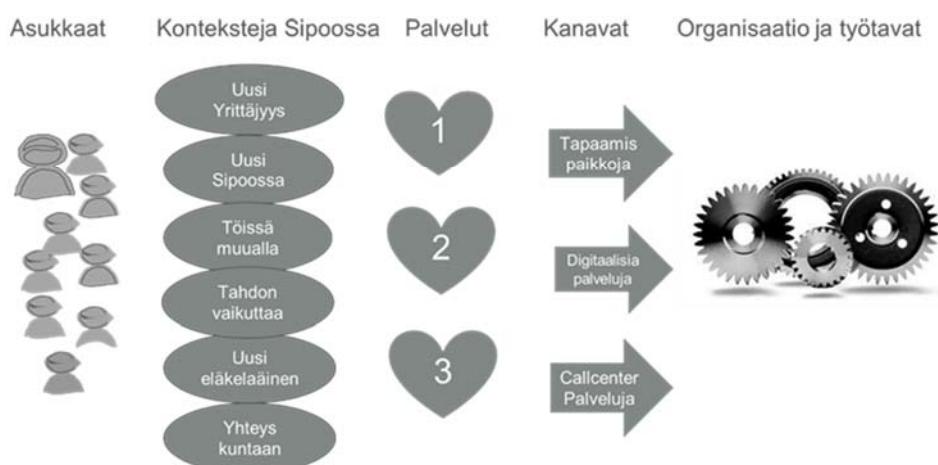 Asukkaat
Konteksteja Sipoossa
Palvelut
Kanavat
Organisaatio ja työtavat
Uusi
Yrittäjyys
Uusi
Sipoossa
Töissä
muualla
Tahdon
vaikuttaa
Uusi
eläkelaäinen
Yhteys
kuntaan
1
2
3
Tapaamis
paikkoja
Digitaalisia
palveluja
Callcenter
Palveluja